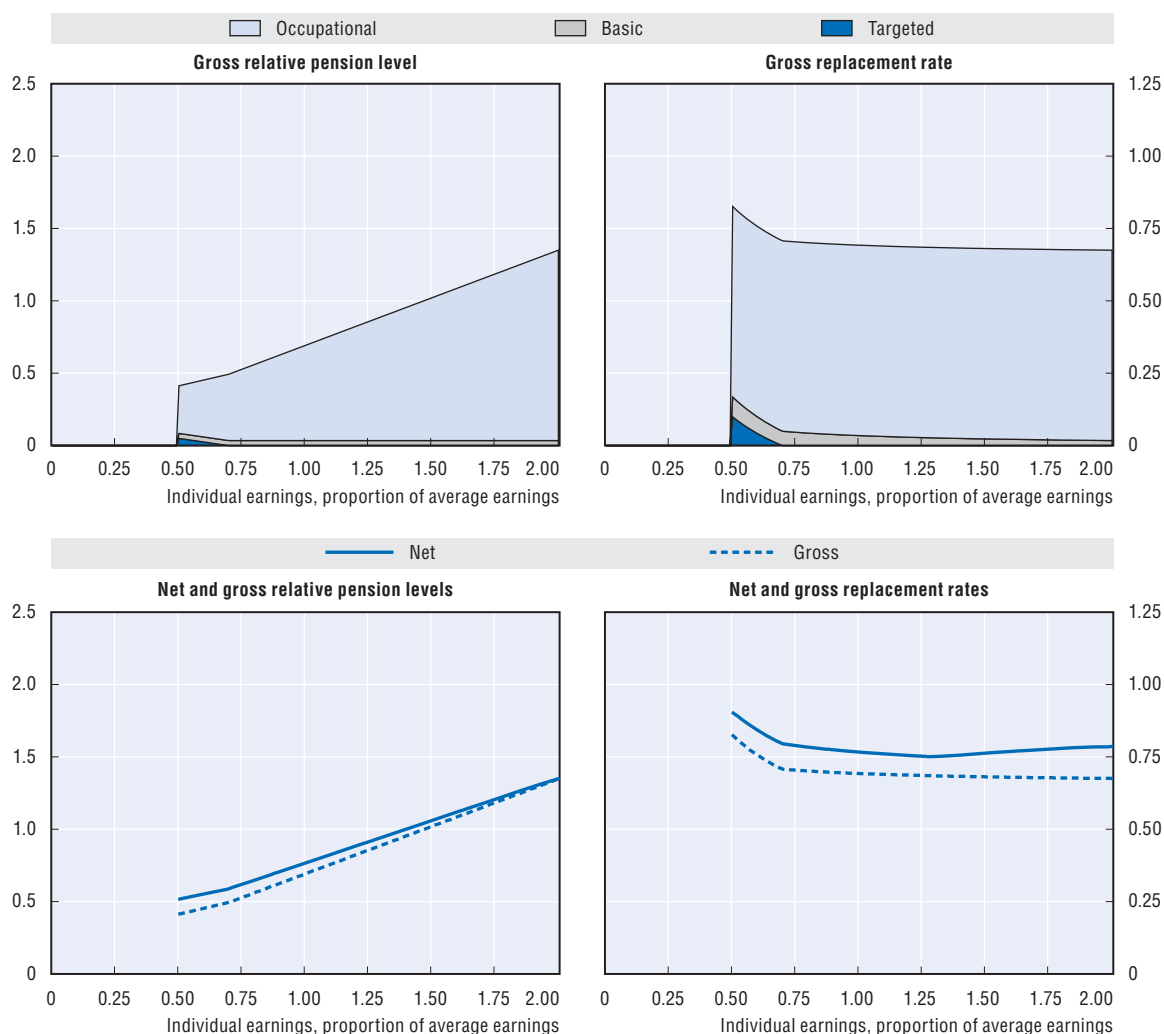 Occupational Basic Targeted
Gross relative pension level
2.5
2.0
1.5
1.0
0.5
0
0 0.25 0.50 0.75 1.00 1.25 1.50 1.75 2.00
Individual earnings, proportion of average earnings
Gross replacement rate
1.25
1.00
0.75
0.50
0.25
0
0 0.25 0.50 0.75 1.00 1.25 1.50 1.75 2.00
Individual earnings, proportion of average earnings
Net Gross
Net and gross relative pension levels
2.5
2.0
1.5
1.0
0.5
0
0 0.25 0.50 0.75 1.00 1.25 1.50 1.75 2.00
Individual earnings, proportion of average earnings
Net and gross replacement rates
1.25
1.00
0.75
0.50
0.25
0
0 0.25 0.50 0.75 1.00 1.25 1.50 1.75 2.00
Individual earnings, proportion of average earnings